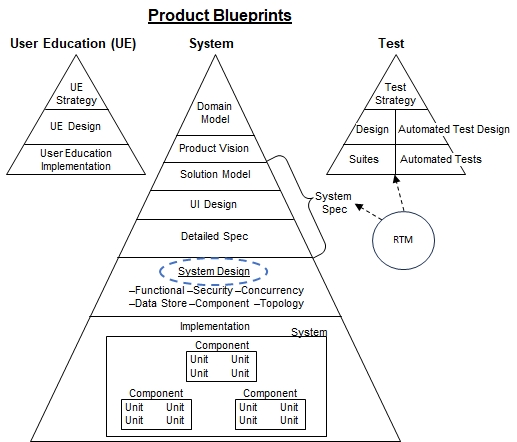 Product Blueprints
User Education (UE)
System
Test
UE
Strategy
UE Design
User Education
Implementation
Domain
Model
Product Vision
Solution Model
UI Design
Detailed Spec
System Design
–Functional –Security –Concurrency
–Data Store –Component –Topology
Implementation
System
Component
Unit Unit
Unit Unit
Component
Unit Unit
Unit Unit
Component
Unit Unit
Unit Unit
System
Spec
Test
Strategy
Design
Automated Test Design
Suites
Automated Tests
RTM